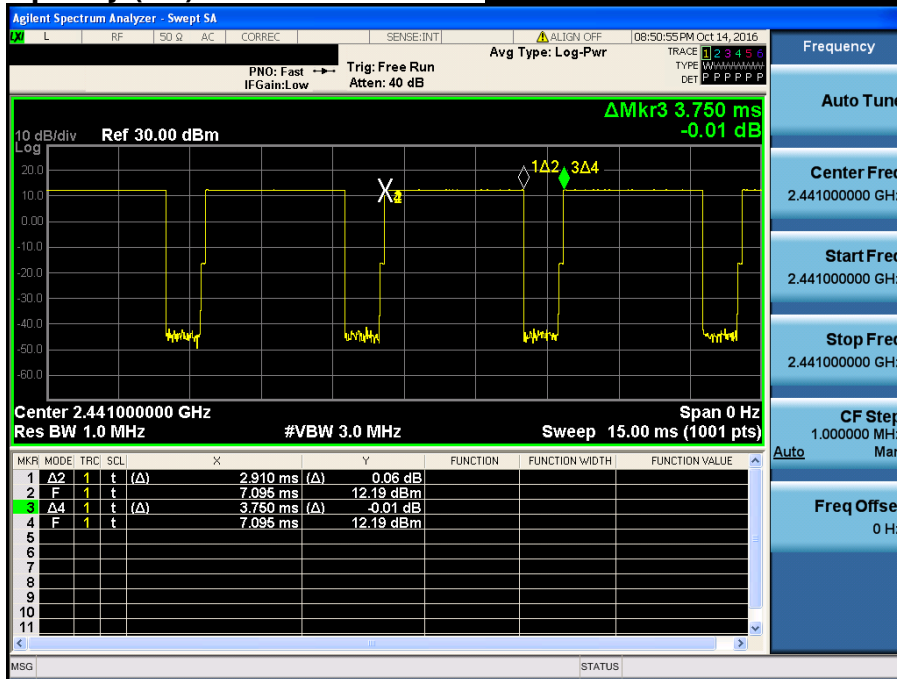 Agilent Spectrum Analyzer - Swept SA
LXI L RF 50 Ω AC CORREC SENSE:INT ALIGN OFF 08:50:55 PM Oct 14, 2016
Avg Type: Log-Pwr TRACE 1 2 3 4 5 6
PNO: Fast Trig: Free Run TYPE WWWWWW
IFGain:Low Atten: 40 dB DET P P P P P P
ΔMkr3 3.750 ms
-0.01 dB
10 dB/div Ref 30.00 dBm
Log
1Δ2 3Δ4
20.0
10.0
0.00
-10.0
-20.0
-30.0
-40.0
-50.0
-60.0
Center 2.441000000 GHz Span 0 Hz
Res BW 1.0 MHz #VBW 3.0 MHz Sweep 15.00 ms (1001 pts)
MKR MODE TRC SCL X Y FUNCTION FUNCTION WIDTH FUNCTION VALUE
1 Δ2 1 t (Δ) 2.910 ms (Δ) 0.06 dB
2 F 1 t 7.095 ms 12.19 dBm
3 Δ4 1 t (Δ) 3.750 ms (Δ) -0.01 dB
4 F 1 t 7.095 ms 12.19 dBm
5
6
7
8
9
10
11
MSG STATUS
Frequency
Auto Tune
Center Freq
2.441000000 GHz
Start Freq
2.441000000 GHz
Stop Freq
2.441000000 GHz
CF Step
1.000000 MHz
Auto Man
Freq Offset
0 Hz